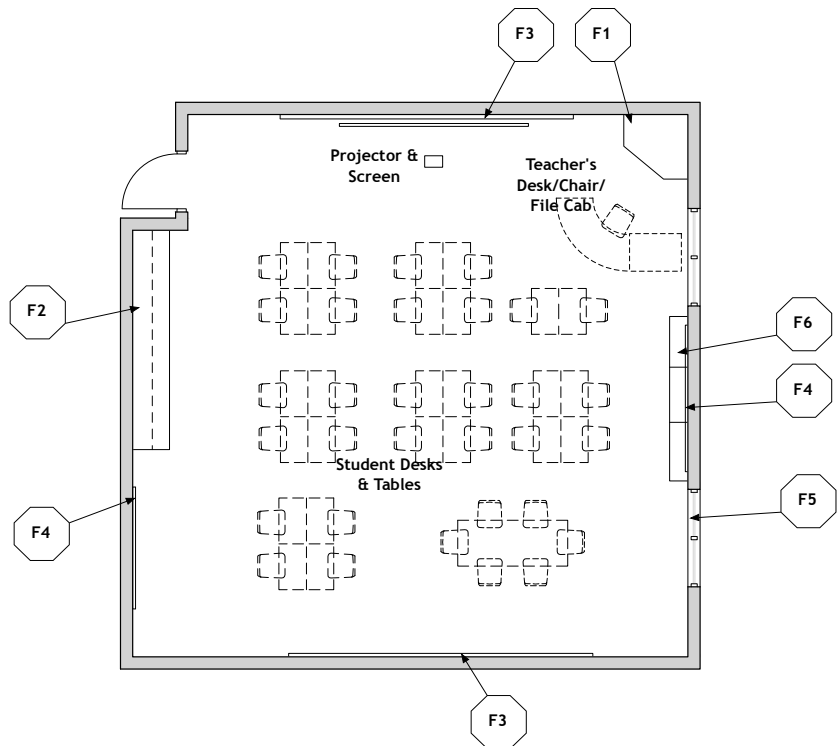 F3
F1
Projector &
Screen
Teacher's
Desk/Chair/
File Cab
F2
F6
F4
Student Desks
& Tables
F5
F4
F3